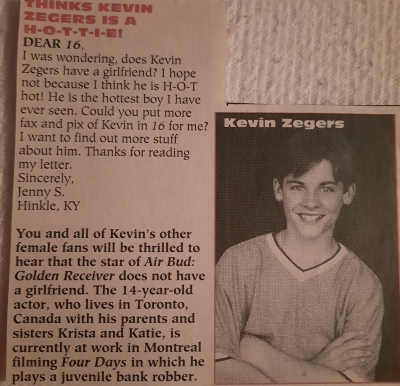 THINKS KEVIN
ZEGERS IS A
H-O-T-T-I-E!
DEAR 16,
I was wondering, does Kevin
Zegers have a girlfriend? I hope
not because I think he is H-O-T
hot! He is the hottest boy I have
ever seen. Could you put more
fax and pix of Kevin in 16 for me?
I want to find out more stuff
about him. Thanks for reading
my letter.
Sincerely,
Jenny S.
Hinkle, KY
You and all of Kevin's other
female fans will be thrilled to
hear that the star of Air Bud:
Golden Receiver does not have
a girlfriend. The 14-year-old
actor, who lives in Toronto,
Canada with his parents and
sisters Krista and Katie, is
currently at work in Montreal
filming Four Days in which he
plays a juvenile bank robber.
Kevin Zegers